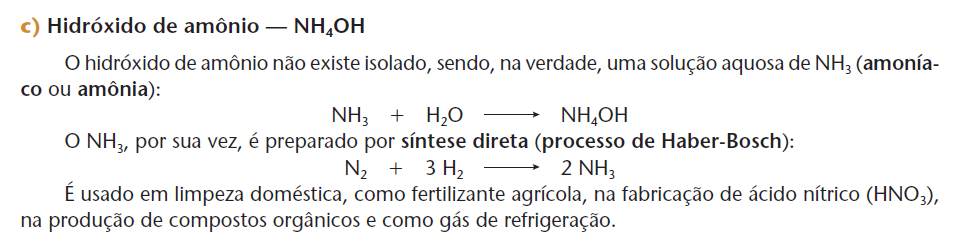 c) Hidróxido de amônio — NH₄OH
O hidróxido de amônio não existe isolado, sendo, na verdade, uma solução aquosa de NH₃ (amonía-
co ou amônia):
NH₃ + H₂O ⟶ NH₄OH
O NH₃, por sua vez, é preparado por síntese direta (processo de Haber-Bosch):
N₂ + 3 H₂ ⟶ 2 NH₃
É usado em limpeza doméstica, como fertilizante agrícola, na fabricação de ácido nítrico (HNO₃),
na produção de compostos orgânicos e como gás de refrigeração.